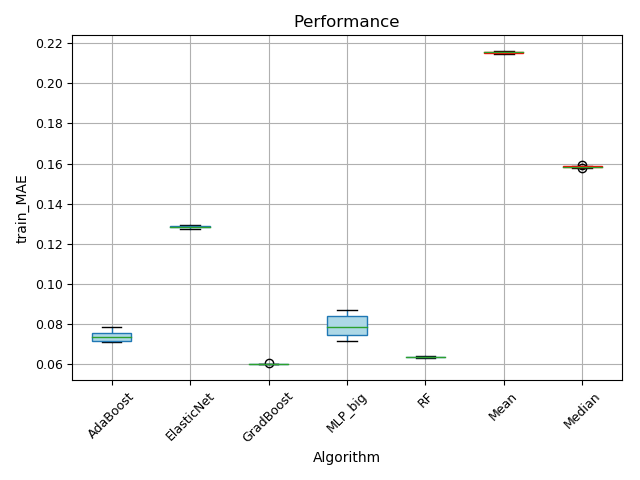 Performance
0.22
0.20
0.18
0.16
0.14
0.12
0.10
0.08
0.06
train_MAE
AdaBoost
ElasticNet
GradBoost
MLP_big
RF
Mean
Median
Algorithm